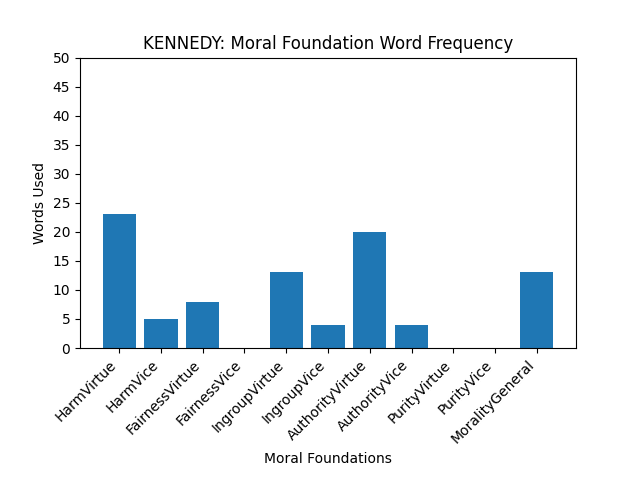 KENNEDY: Moral Foundation Word Frequency
50
45
40
35
30
25
20
15
10
5
0
Words Used
HarmVirtue
HarmVice
FairnessVirtue
FairnessVice
IngroupVirtue
IngroupVice
AuthorityVirtue
AuthorityVice
PurityVirtue
PurityVice
MoralityGeneral
Moral Foundations